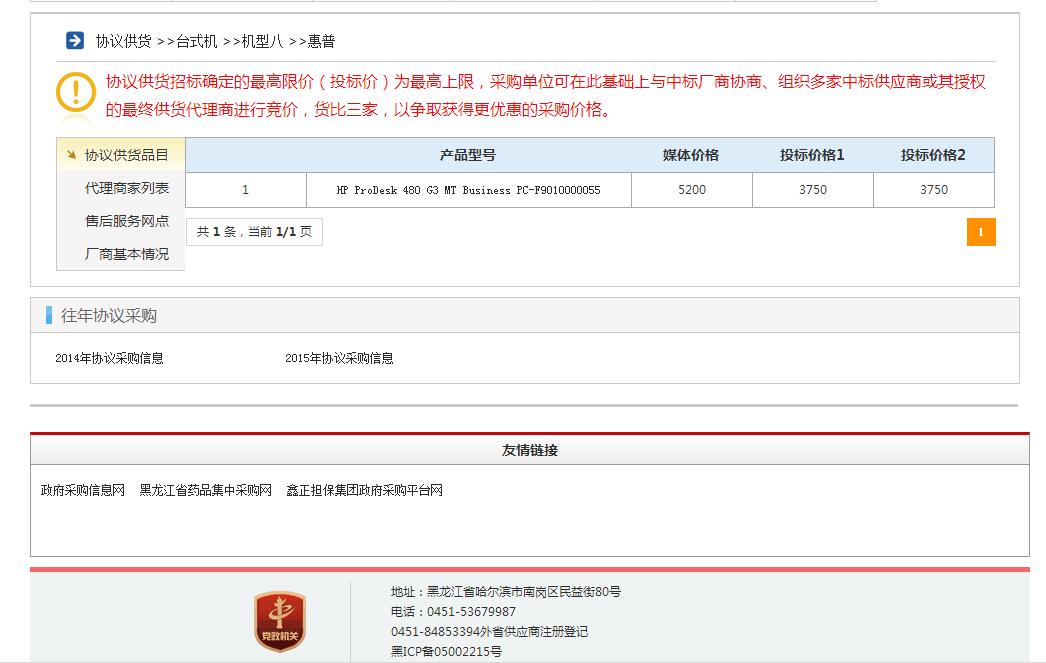 协议供货 >>台式机 >>机型八 >>惠普
协议供货招标确定的最高限价（投标价）为最高上限，采购单位可在此基础上与中标厂商协商、组织多家中标供应商或其授权
的最终供货代理商进行竞价，货比三家，以争取获得更优惠的采购价格。
协议供货品目
代理商家列表
售后服务网点
厂商基本情况
产品型号 媒体价格 投标价格1 投标价格2
1 HP ProDesk 480 G3 MT Business PC-F9010000055 5200 3750 3750
共 1 条，当前 1/1 页
1
往年协议采购
2014年协议采购信息 2015年协议采购信息
友情链接
政府采购信息网 黑龙江省药品集中采购网 鑫正担保集团政府采购平台网
党政机关
地址：黑龙江省哈尔滨市南岗区民益街80号
电话：0451-53679987
0451-84853394外省供应商注册登记
黑ICP备05002215号